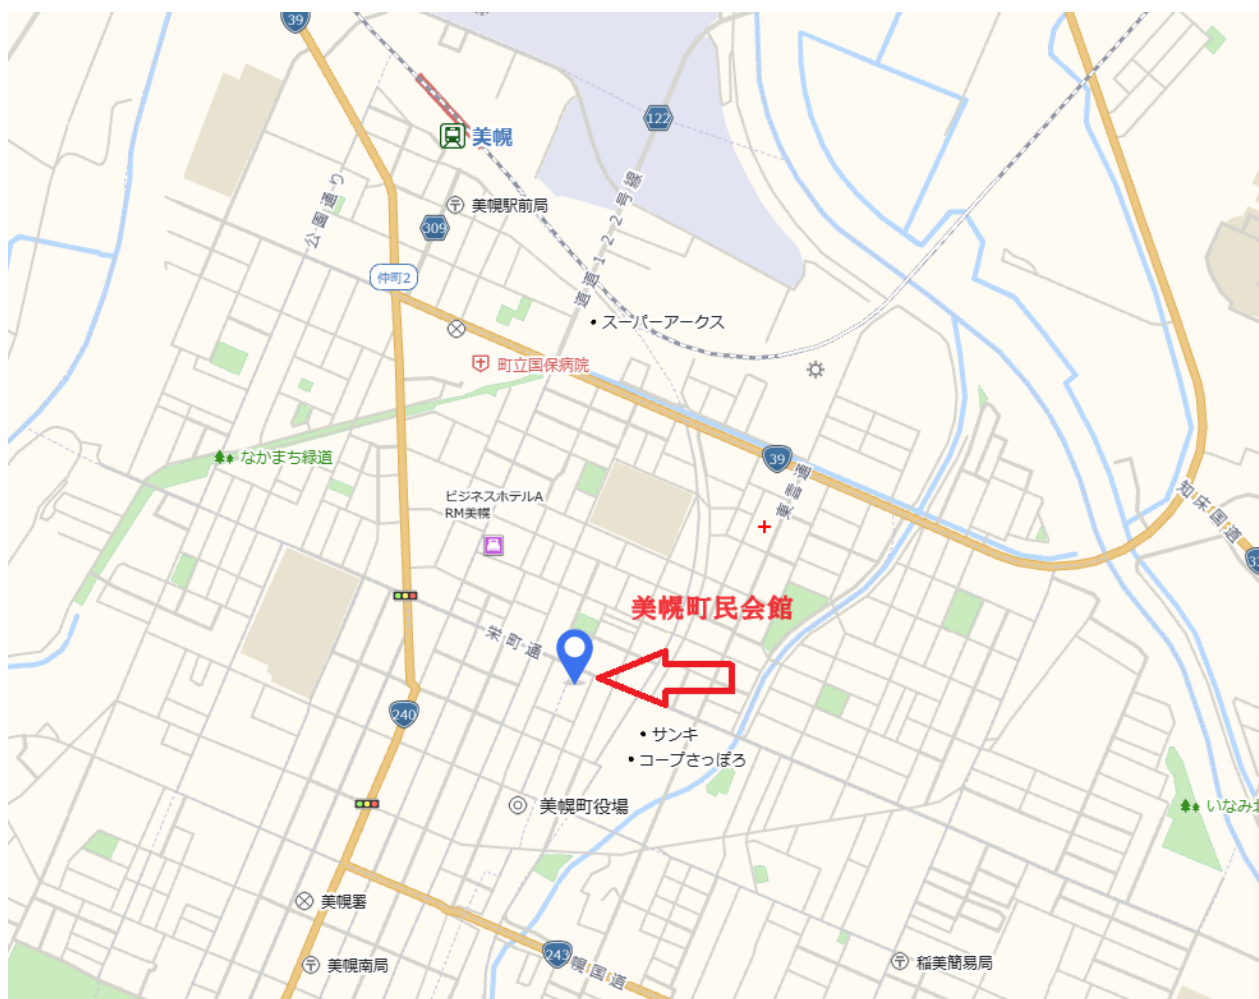 39
122
美幌
公園通り
道道122号線
美幌駅前局
309
仲町2
スーパーアークス
町立国保病院
なかまち緑道
39
東雲通
知床国道
ビジネスホテルA
RM美幌
美幌町民会館
栄町通
240
サンキ
コープさっぽろ
美幌町役場
美幌署
243
幌国道
美幌南局
稲美簡易局